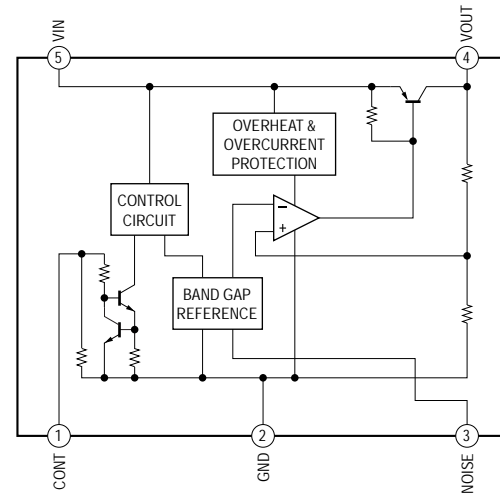 VIN
VOUT
5
4
OVERHEAT &
OVERCURRENT
PROTECTION
CONTROL
CIRCUIT
−
+
BAND GAP
REFERENCE
1
2
3
CONT
GND
NOISE